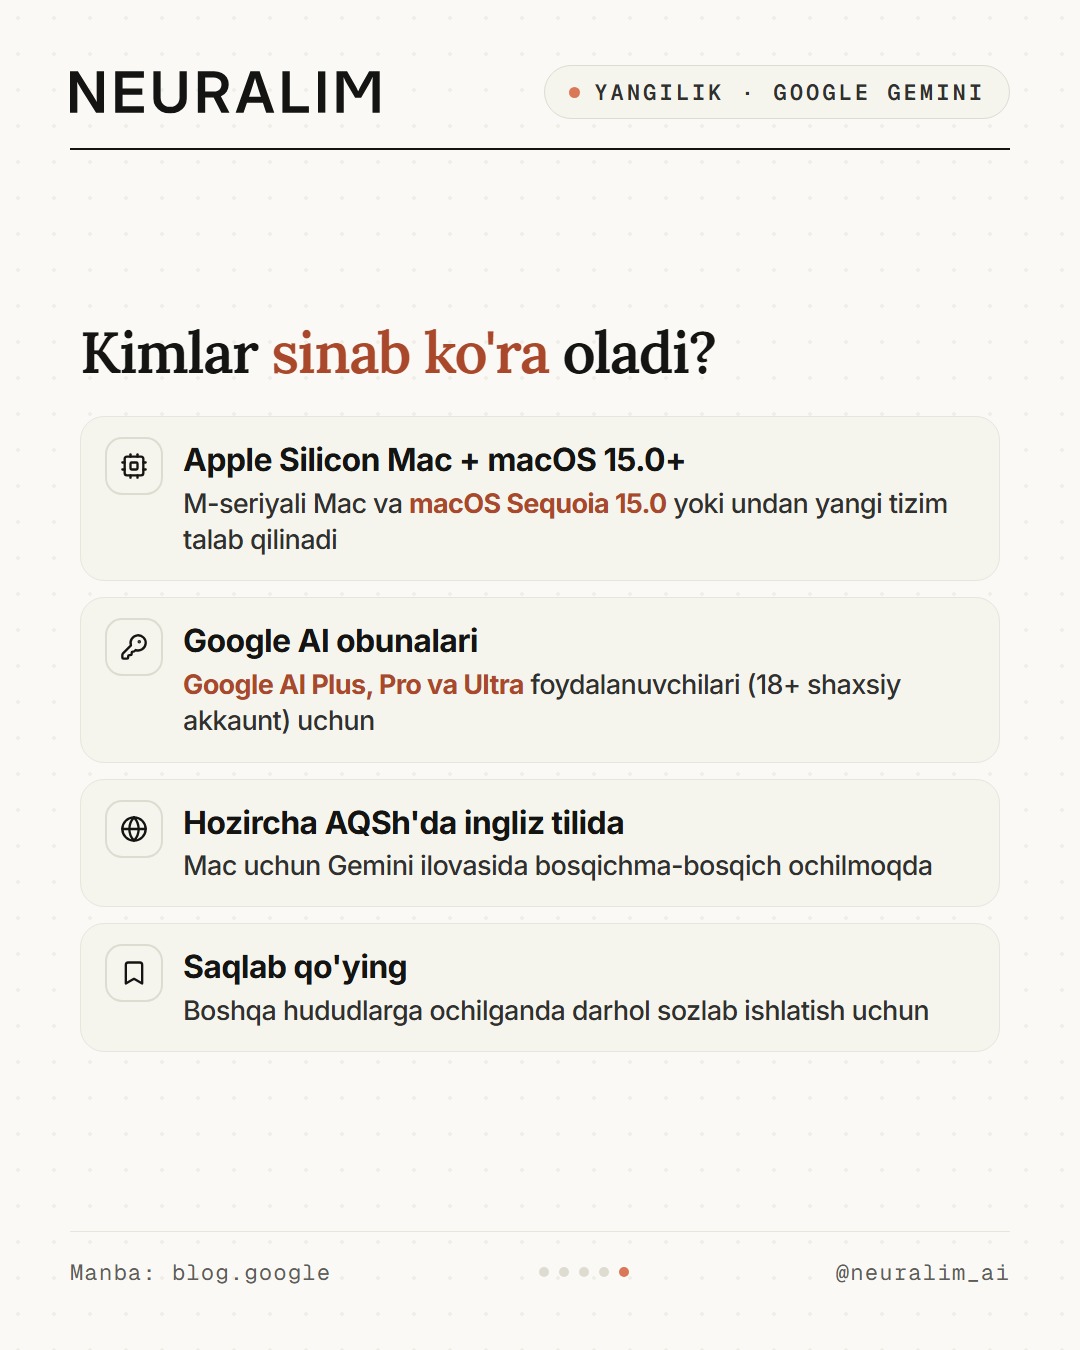 NEURALIM
YANGILIK · GOOGLE GEMINI
Kimlar sinab ko'ra oladi?
Apple Silicon Mac + macOS 15.0+
M-seriyali Mac va macOS Sequoia 15.0 yoki undan yangi tizim
talab qilinadi
Google AI obunalari
Google AI Plus, Pro va Ultra foydalanuvchilari (18+ shaxsiy
akkaunt) uchun
Hozircha AQSh'da ingliz tilida
Mac uchun Gemini ilovasida bosqichma-bosqich ochilmoqda
Saqlab qo'ying
Boshqa hududlarga ochilganda darhol sozlab ishlatish uchun
Manba: blog.google
@neuralim_ai